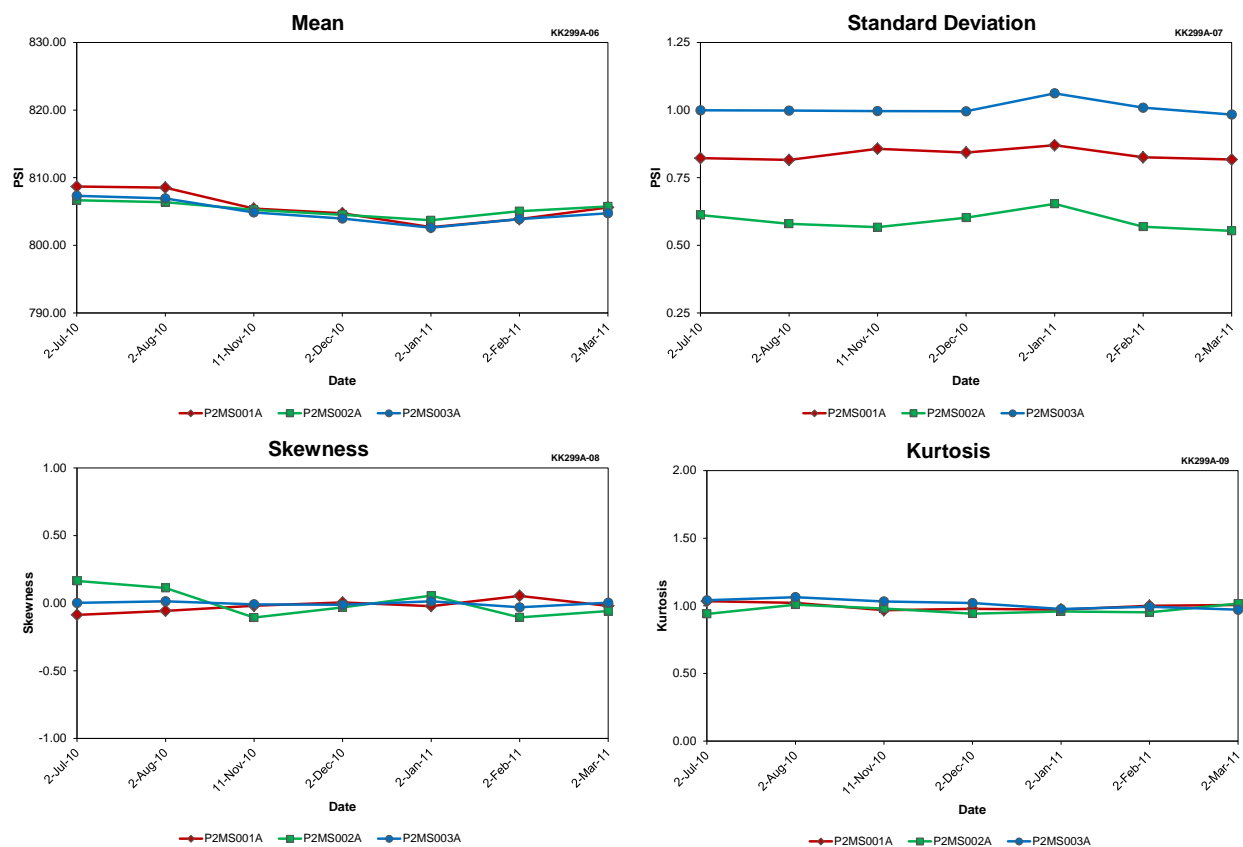 Mean
KK299A-06
830.00
820.00
810.00
800.00
790.00
PSI
2-Jul-10
2-Aug-10
11-Nov-10
2-Dec-10
2-Jan-11
2-Feb-11
2-Mar-11
Date
P2MS001A P2MS002A P2MS003A
Standard Deviation
KK299A-07
1.25
1.00
0.75
0.50
0.25
PSI
2-Jul-10
2-Aug-10
11-Nov-10
2-Dec-10
2-Jan-11
2-Feb-11
2-Mar-11
Date
P2MS001A P2MS002A P2MS003A
Skewness
KK299A-08
1.00
0.50
0.00
-0.50
-1.00
Skewness
2-Jul-10
2-Aug-10
11-Nov-10
2-Dec-10
2-Jan-11
2-Feb-11
2-Mar-11
Date
P2MS001A P2MS002A P2MS003A
Kurtosis
KK299A-09
2.00
1.50
1.00
0.50
0.00
Kurtosis
2-Jul-10
2-Aug-10
11-Nov-10
2-Dec-10
2-Jan-11
2-Feb-11
2-Mar-11
Date
P2MS001A P2MS002A P2MS003A